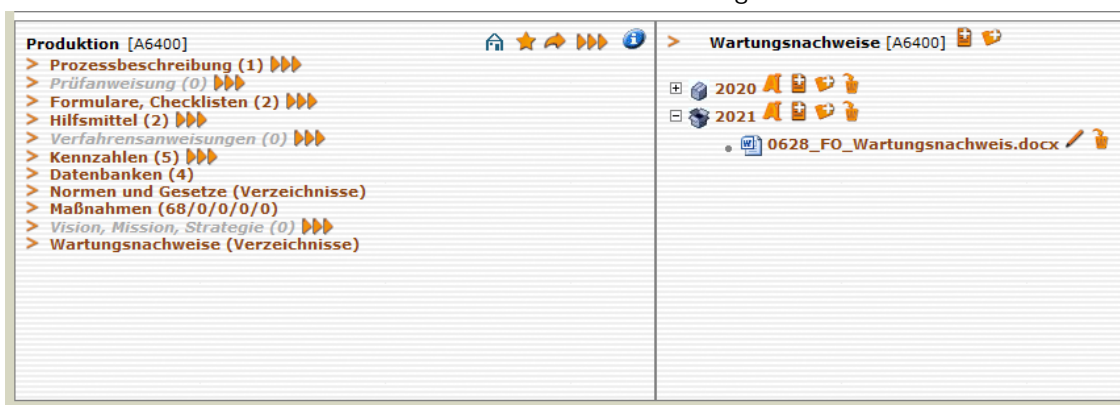 Produktion [A6400]
> Prozessbeschreibung (1)
> Prüfanweisung (0)
> Formulare, Checklisten (2)
> Hilfsmittel (2)
> Verfahrensanweisungen (0)
> Kennzahlen (5)
> Datenbanken (4)
> Normen und Gesetze (Verzeichnisse)
> Maßnahmen (68/0/0/0/0)
> Vision, Mission, Strategie (0)
> Wartungsnachweise (Verzeichnisse)
> Wartungsnachweise [A6400]
2020
2021
0628_FO_Wartungsnachweis.docx